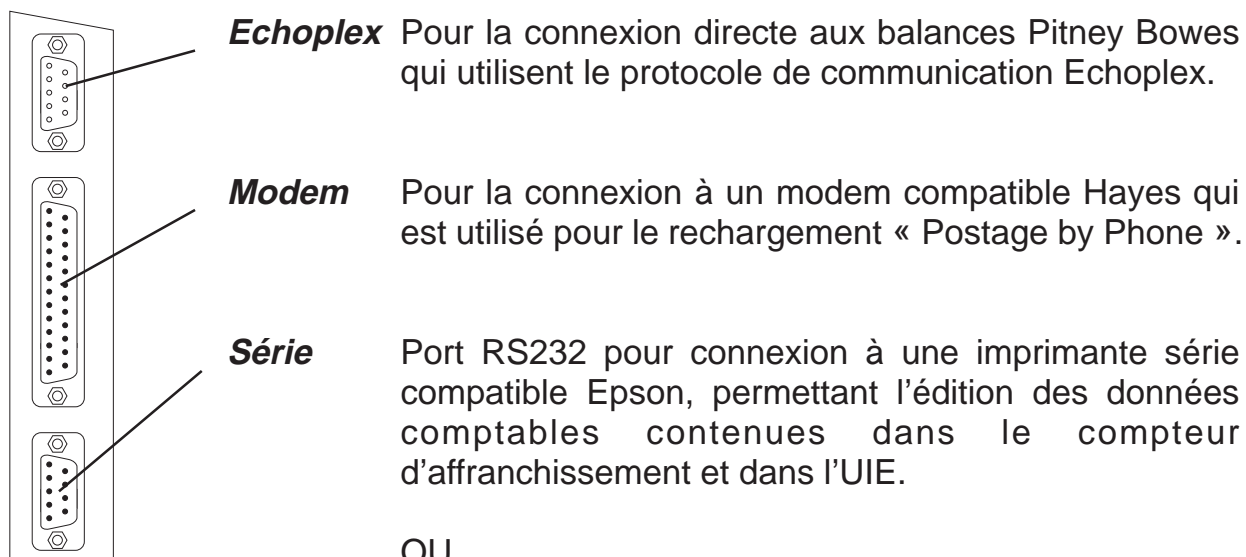 Echoplex Pour la connexion directe aux balances Pitney Bowes
qui utilisent le protocole de communication Echoplex.
Modem Pour la connexion à un modem compatible Hayes qui
est utilisé pour le rechargement « Postage by Phone ».
Série Port RS232 pour connexion à une imprimante série
compatible Epson, permettant l’édition des données
comptables contenues dans le compteur
d’affranchissement et dans l’UIE.
OU